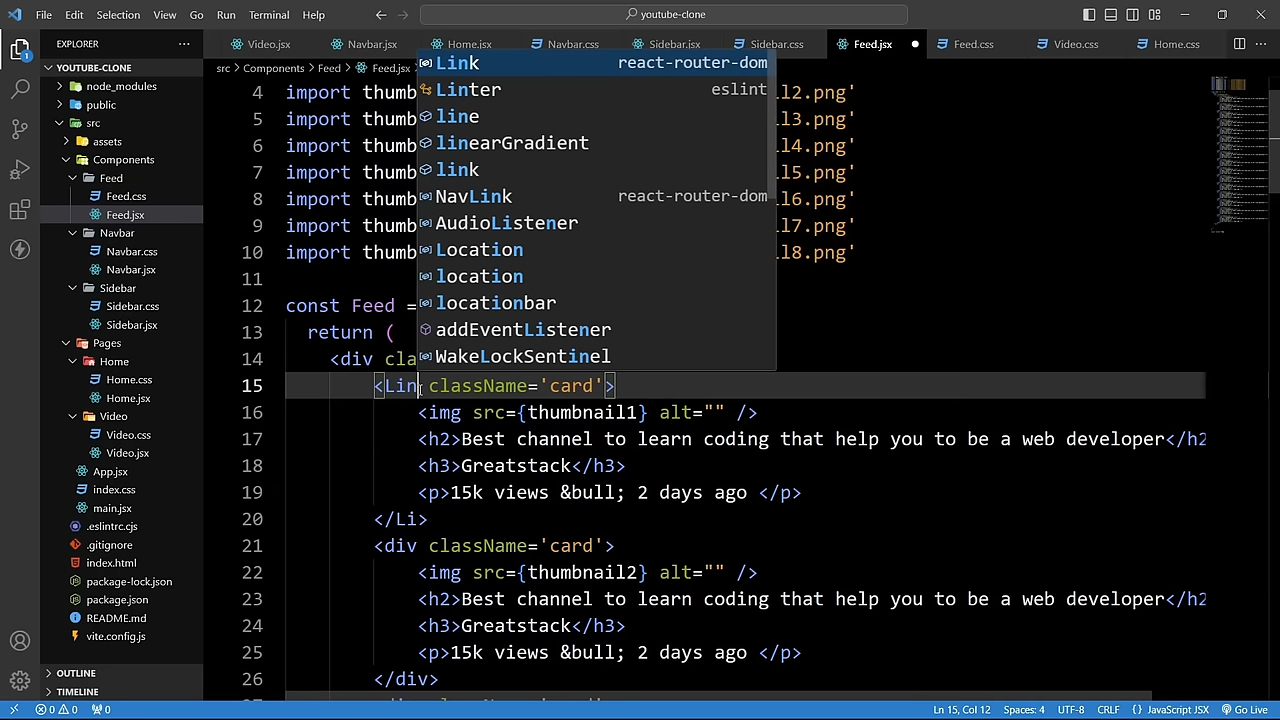 File Edit Selection View Go Run Terminal Help
youtube-clone
EXPLORER
Video.jsx Navbar.jsx Home.jsx Navbar.css Sidebar.jsx Sidebar.css Feed.jsx Feed.css Video.css Home.css
YOUTUBE-CLONE
node_modules
public
src
assets
Components
Feed
Feed.css
Feed.jsx
Navbar
Navbar.css
Navbar.jsx
Sidebar
Sidebar.css
Sidebar.jsx
Pages
Home
Home.css
Home.jsx
Video
Video.css
Video.jsx
App.jsx
index.css
main.jsx
.eslintrc.cjs
.gitignore
index.html
package-lock.json
package.json
README.md
vite.config.js
OUTLINE
TIMELINE
src > Components > Feed > Feed.jsx >
Link react-router-dom
Linter eslint
line
linearGradient
link
NavLink react-router-dom
AudioListener
Location
location
locationbar
addEventListener
WakeLockSentinel
4 import thumb l2.png'
5 import thumb l3.png'
6 import thumb l4.png'
7 import thumb l5.png'
8 import thumb l6.png'
9 import thumb l7.png'
10 import thumb l8.png'
11
12 const Feed =
13 return (
14 <div cla
15 <Lin className='card'>
16 <img src={thumbnail1} alt="" />
17 <h2>Best channel to learn coding that help you to be a web developer</h2
18 <h3>Greatstack</h3>
19 <p>15k views &bull; 2 days ago </p>
20 </Li>
21 <div className='card'>
22 <img src={thumbnail2} alt="" />
23 <h2>Best channel to learn coding that help you to be a web developer</h2
24 <h3>Greatstack</h3>
25 <p>15k views &bull; 2 days ago </p>
26 </div>
0 0 0 Ln 15, Col 12 Spaces: 4 UTF-8 CRLF {} JavaScript JSX Go Live